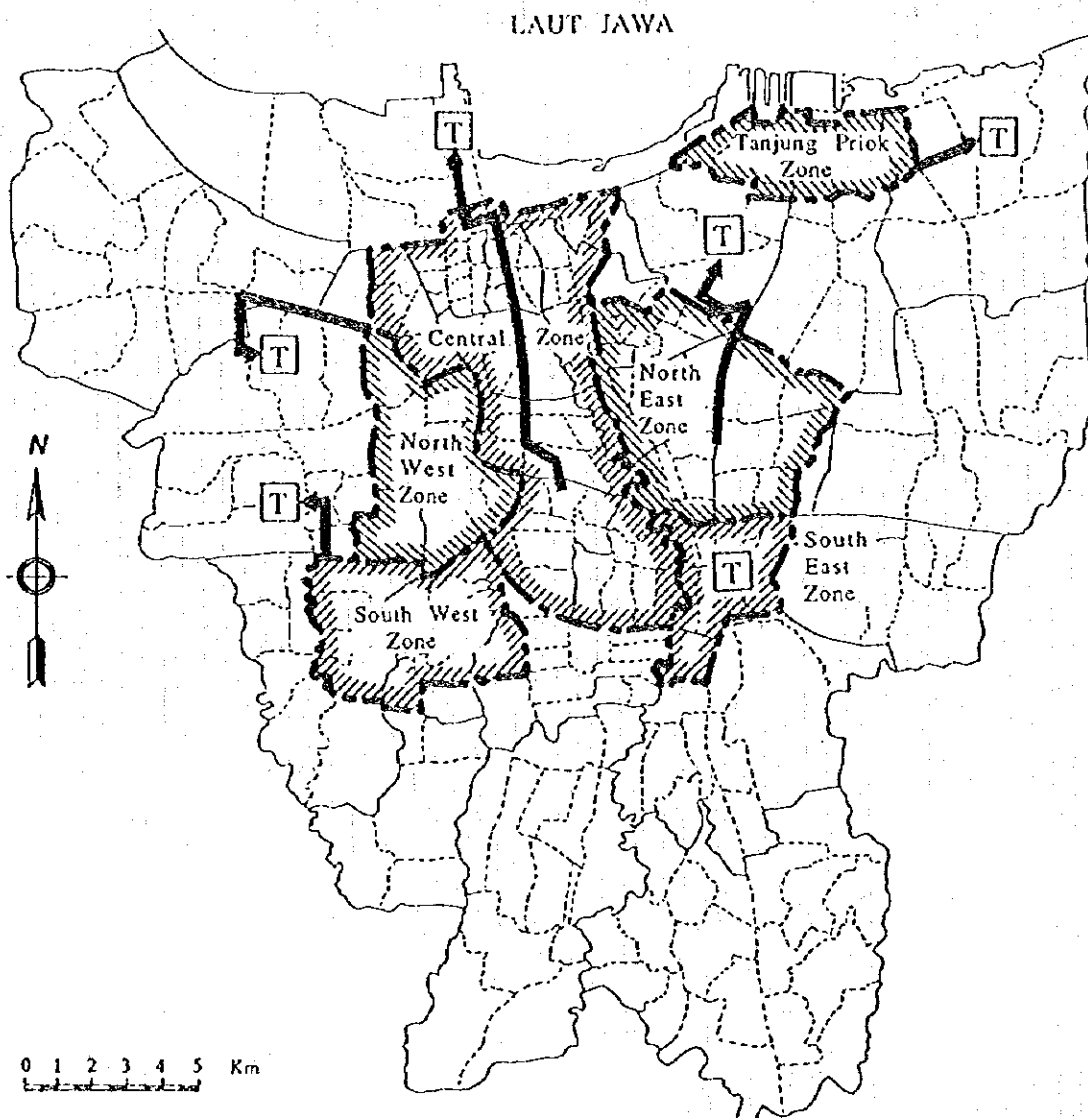 LAUT JAWA
T
Tanjung Priok
Zone
T
T
Central Zone
T
North
East
Zone
N
North
West
Zone
T
South
East
Zone
T
South West
Zone
0 1 2 3 4 5 Km